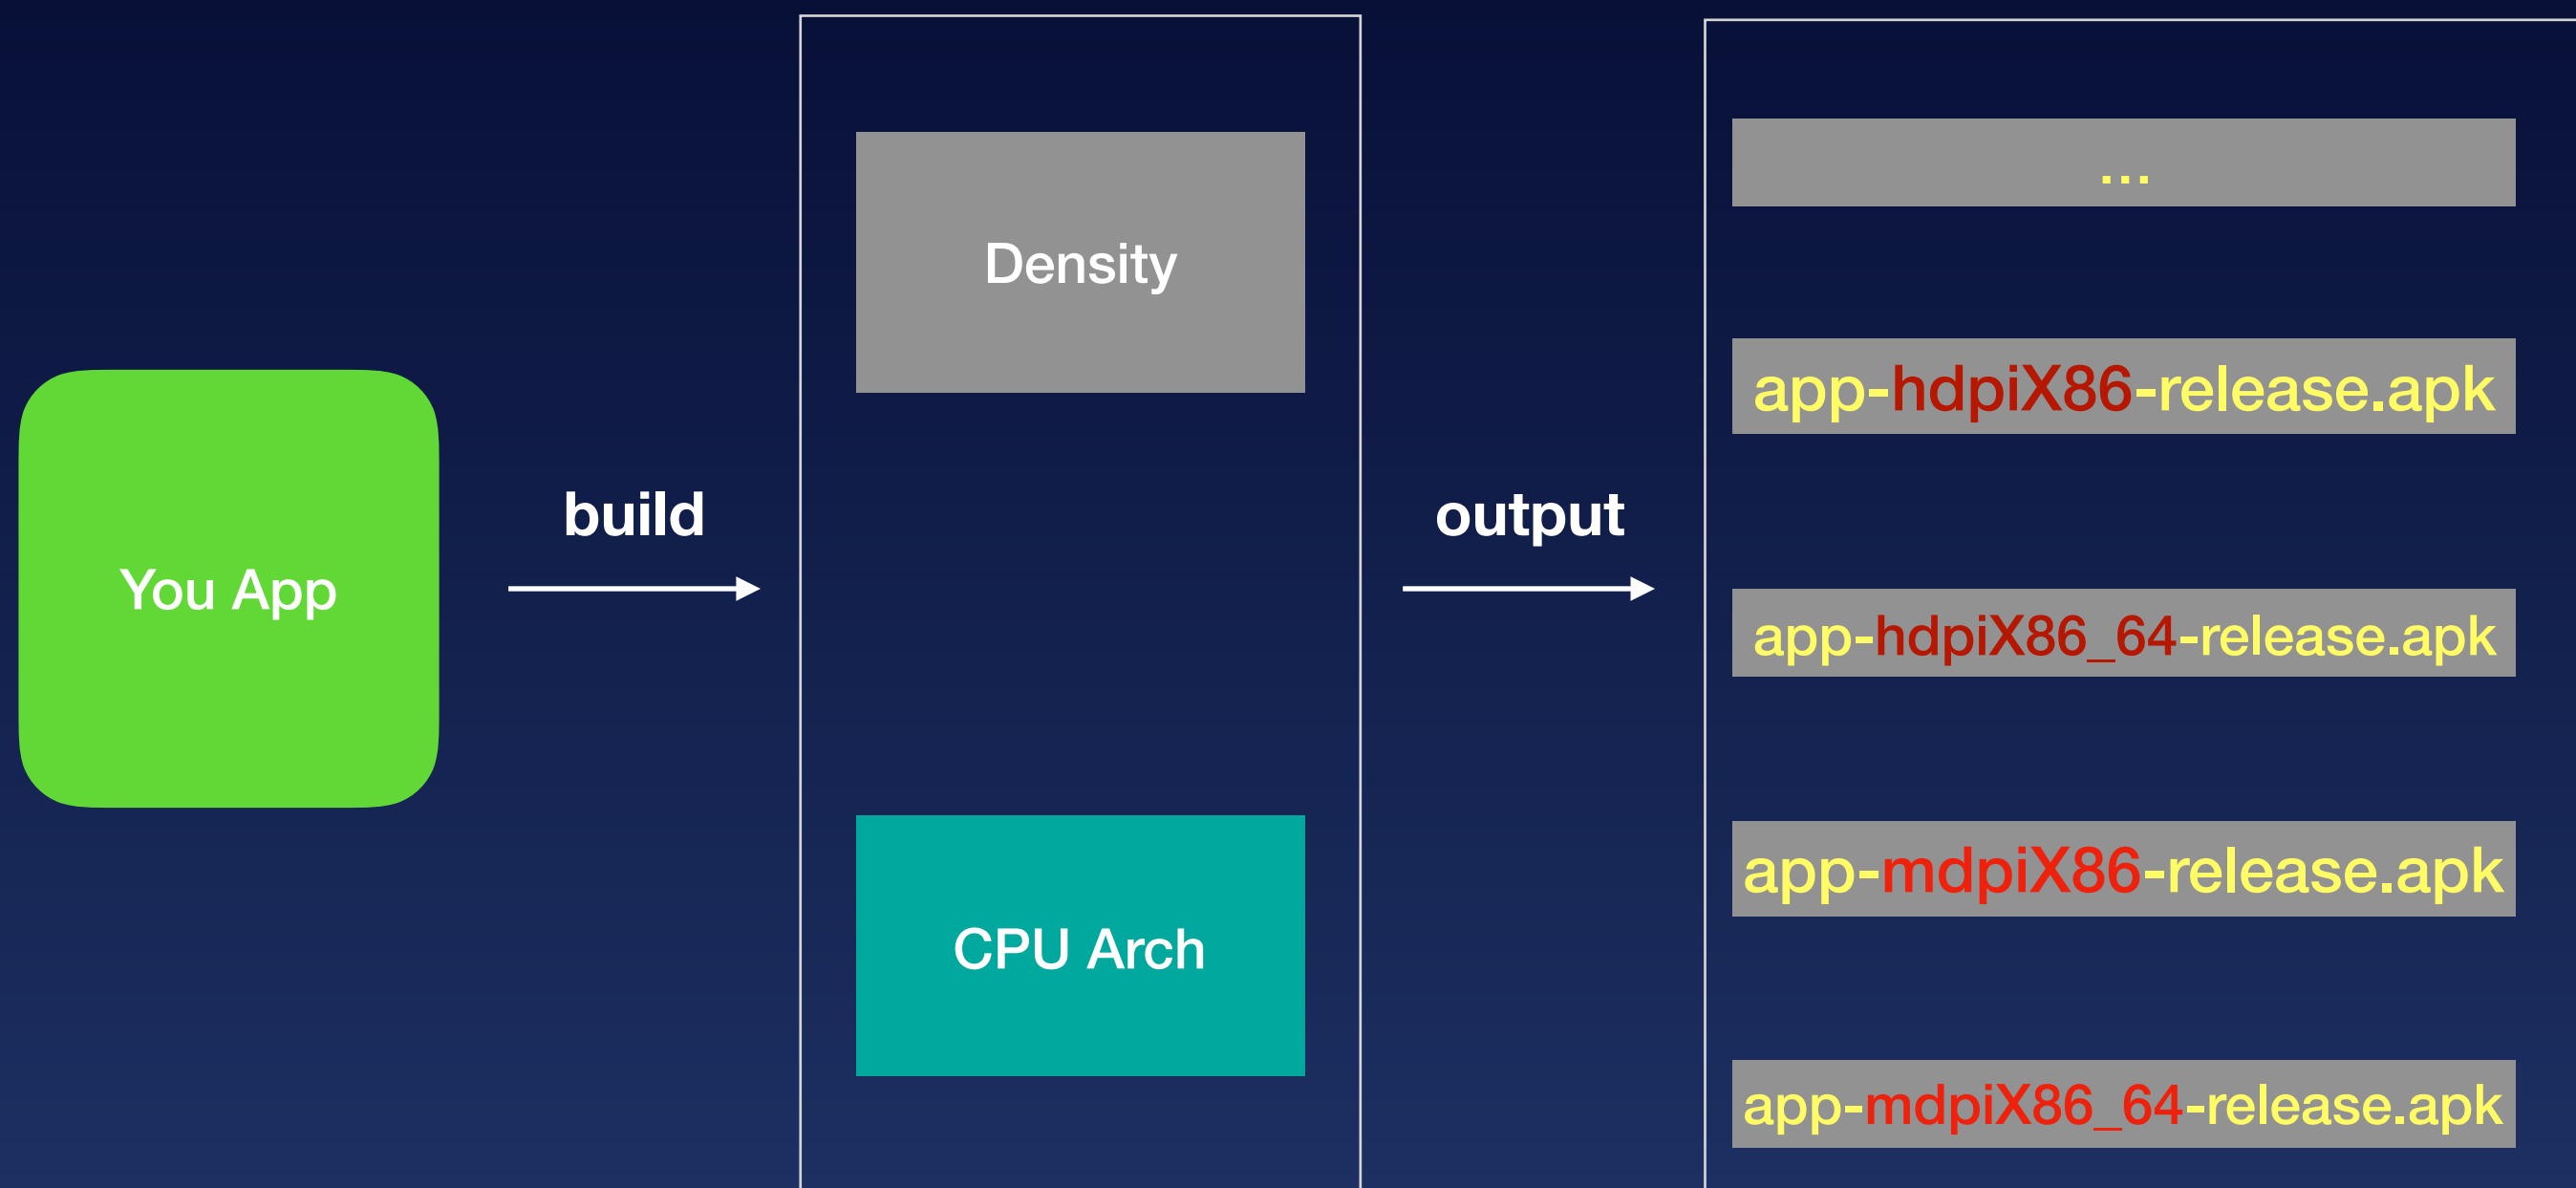 You App
build
Density
CPU Arch
output
...
app-hdpiX86-release.apk
app-hdpiX86_64-release.apk
app-mdpiX86-release.apk
app-mdpiX86_64-release.apk